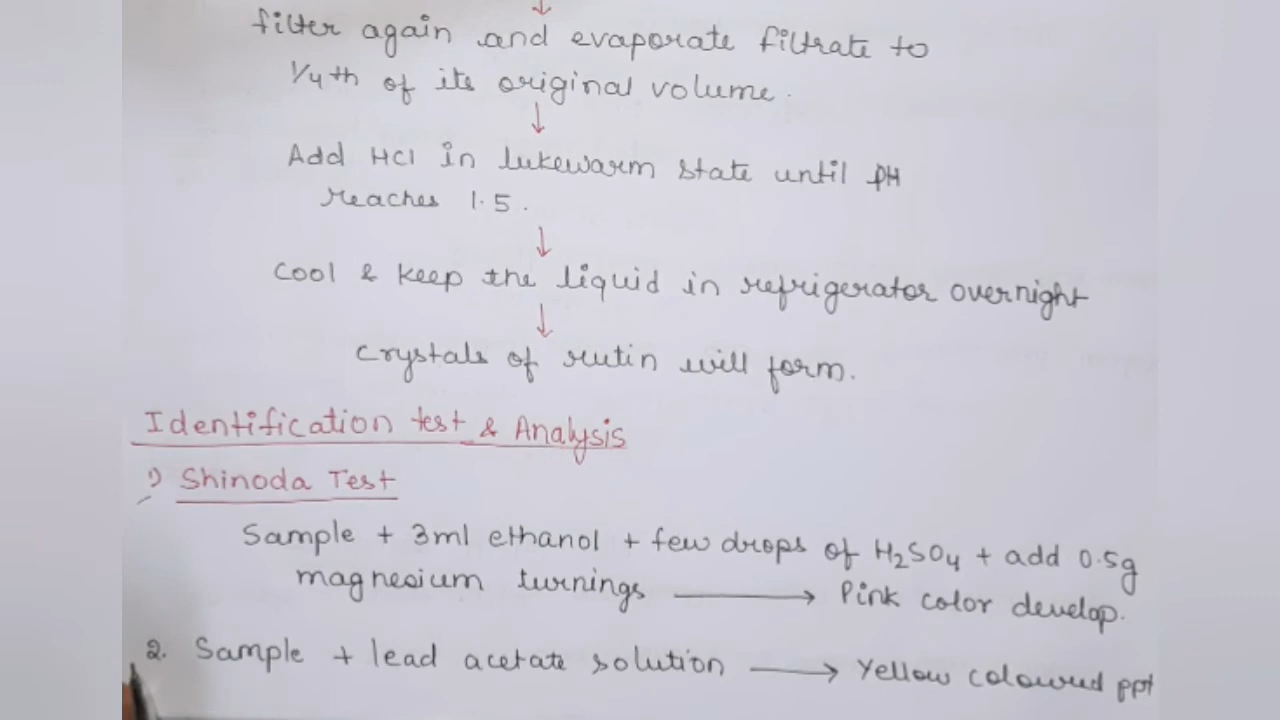 filter again and evaporate filtrate to
1/4th of its original volume.
↓
Add HCl in lukewarm state until pH
reaches 1.5.
↓
Cool & keep the liquid in refrigerator overnight
↓
Crystals of rutin will form.
Identification test & Analysis
1) Shinoda Test
Sample + 3ml ethanol + few drops of H₂SO₄ + add 0.5g
magnesium turnings ⟶ Pink color develop.
2. Sample + lead acetate solution ⟶ Yellow coloured ppt